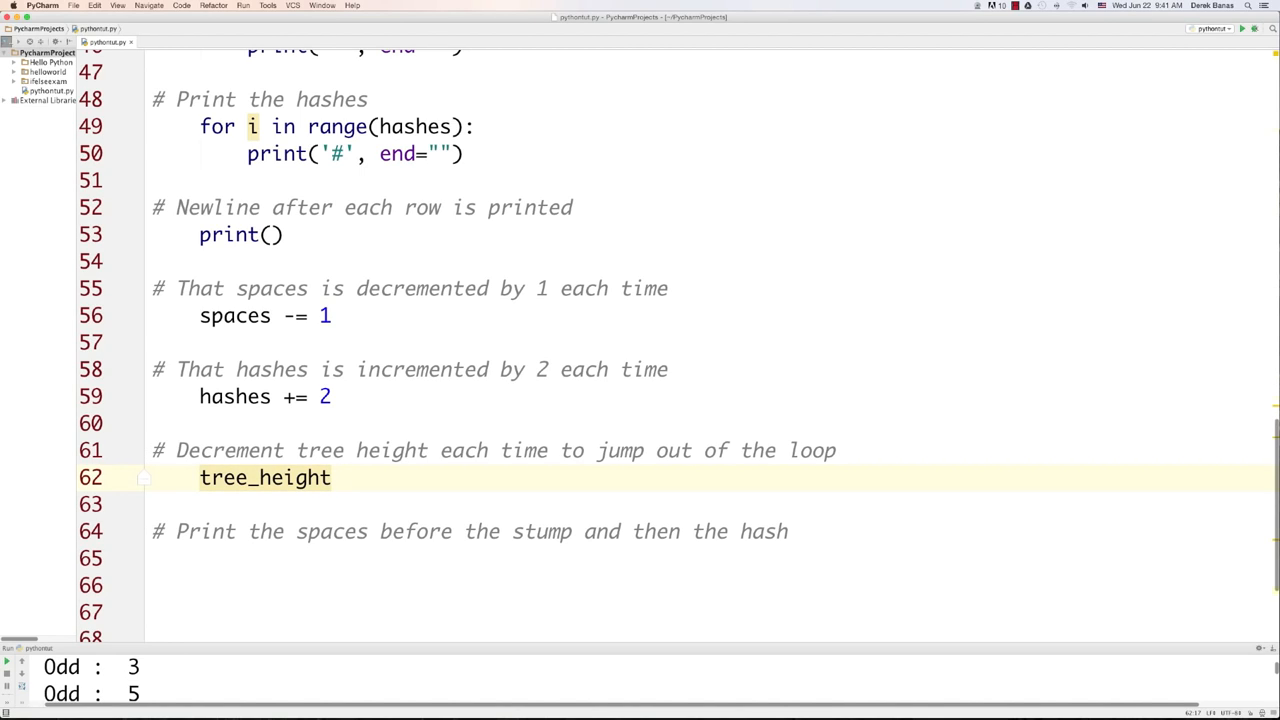 PyCharm File Edit View Navigate Code Refactor Run Tools VCS Window Help 10 Wed Jun 22 9:41 AM Derek Banas
pythontut.py - PycharmProjects - [~/PycharmProjects]
PycharmProjects pythontut.py pythontut
pythontut.py ×
PycharmProject
Hello Python
helloworld
ifelseexam
pythontut.py
External Librarie
47
48 # Print the hashes
49 for i in range(hashes):
50 print('#', end="")
51
52 # Newline after each row is printed
53 print()
54
55 # That spaces is decremented by 1 each time
56 spaces -= 1
57
58 # That hashes is incremented by 2 each time
59 hashes += 2
60
61 # Decrement tree height each time to jump out of the loop
62 tree_height
63
64 # Print the spaces before the stump and then the hash
65
66
67
68
Run pythontut
Odd : 3
Odd : 5
62:17 LF≑ UTF-8≑